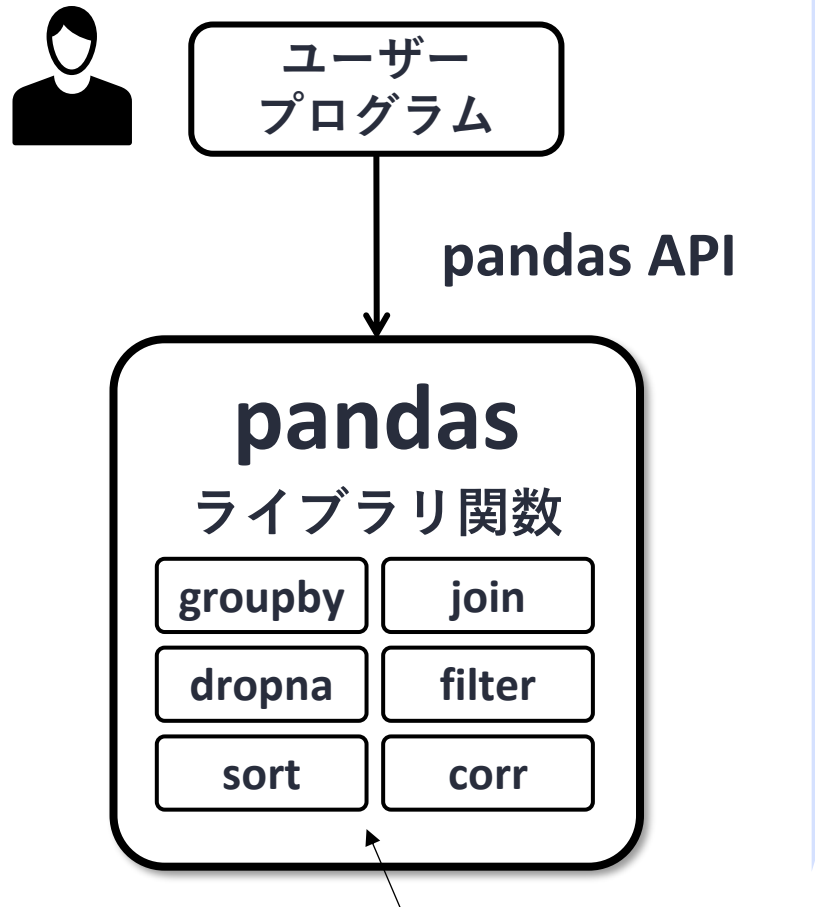 ユーザー
プログラム
pandas API
pandas
ライブラリ関数
groupby join
dropna filter
sort corr